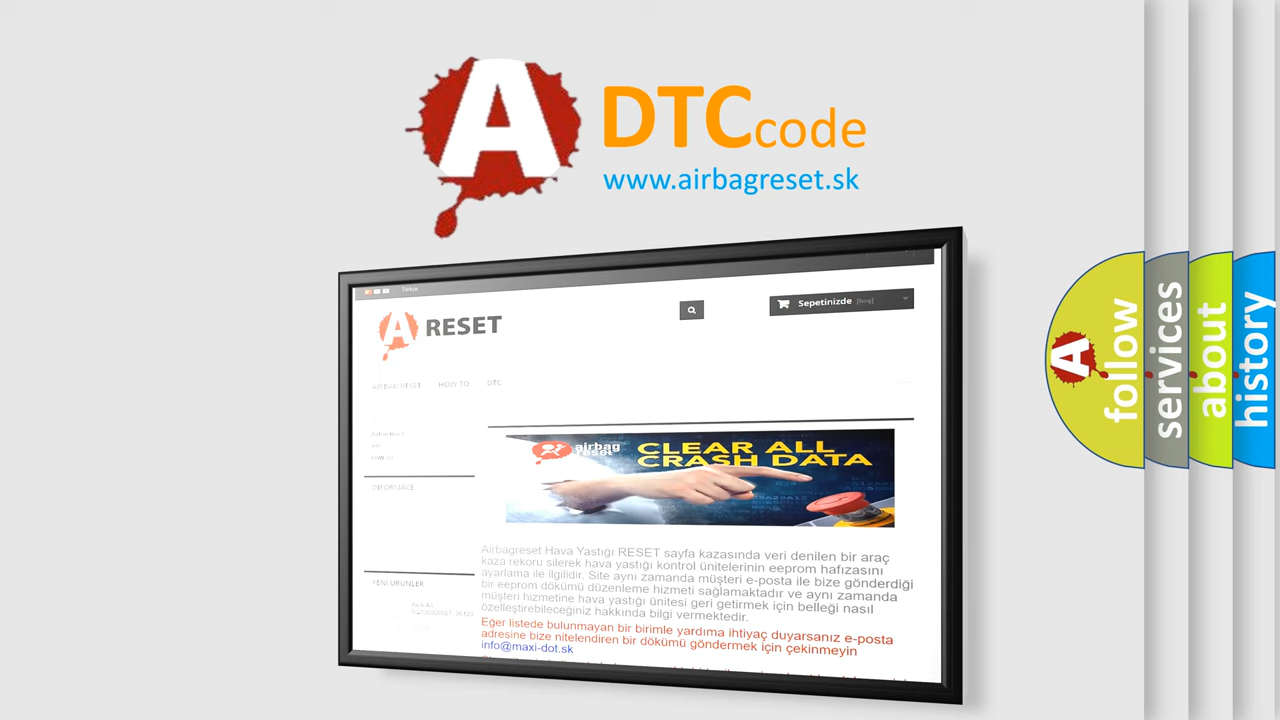 A
DTC code
www.airbagreset.sk
Türkçe
A RESET
Sepetinizde [boş]
AIRBAG RESET HOW TO DTC
INFORMACE
YENI ÜRÜNLER
airbag
reset
CLEAR ALL
CRASH DATA
Airbagreset Hava Yastığı RESET sayfa kazasında veri denilen bir araç
kaza rekoru silerek hava yastığı kontrol ünitelerinin eeprom hafızasını
ayarlama ile ilgilidir. Site aynı zamanda müşteri e-posta ile bize gönderdiği
bir eeprom dökümü düzenleme hizmeti sağlamaktadır ve aynı zamanda
müşteri hizmetine hava yastığı ünitesi geri getirmek için belleği nasıl
özelleştirebileceğiniz hakkında bilgi vermektedir.
Eğer listede bulunmayan bir birimle yardıma ihtiyaç duyarsanız e-posta
adresine bize nitelendiren bir dökümü göndermek için çekinmeyin
info@maxi-dot.sk
A
follow
services
about
history